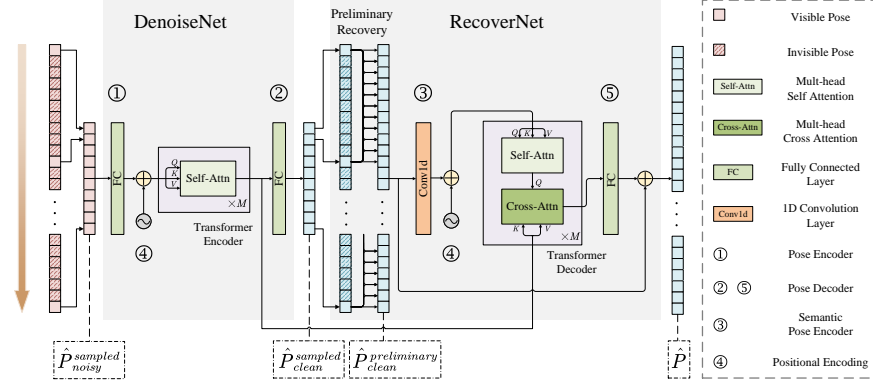 DenoiseNet
Preliminary
Recovery
RecoverNet
①
②
③
⑤
FC
Q
K
V
Self-Attn
×M
Transformer
Encoder
④
FC
Conv1d
④
Q K V
Self-Attn
Q
Cross-Attn
K V
×M
Transformer
Decoder
FC
P̂ sampled noisy
P̂ sampled clean
P̂ preliminary clean
P̂
Visible Pose
Invisible Pose
Self-Attn
Mult-head
Self Attention
Cross-Attn
Mult-head
Cross Attention
FC
Fully Connected
Layer
Conv1d
1D Convolution
Layer
① Pose Encoder
② ⑤ Pose Decoder
③ Semantic
Pose Encoder
④ Positional Encoding